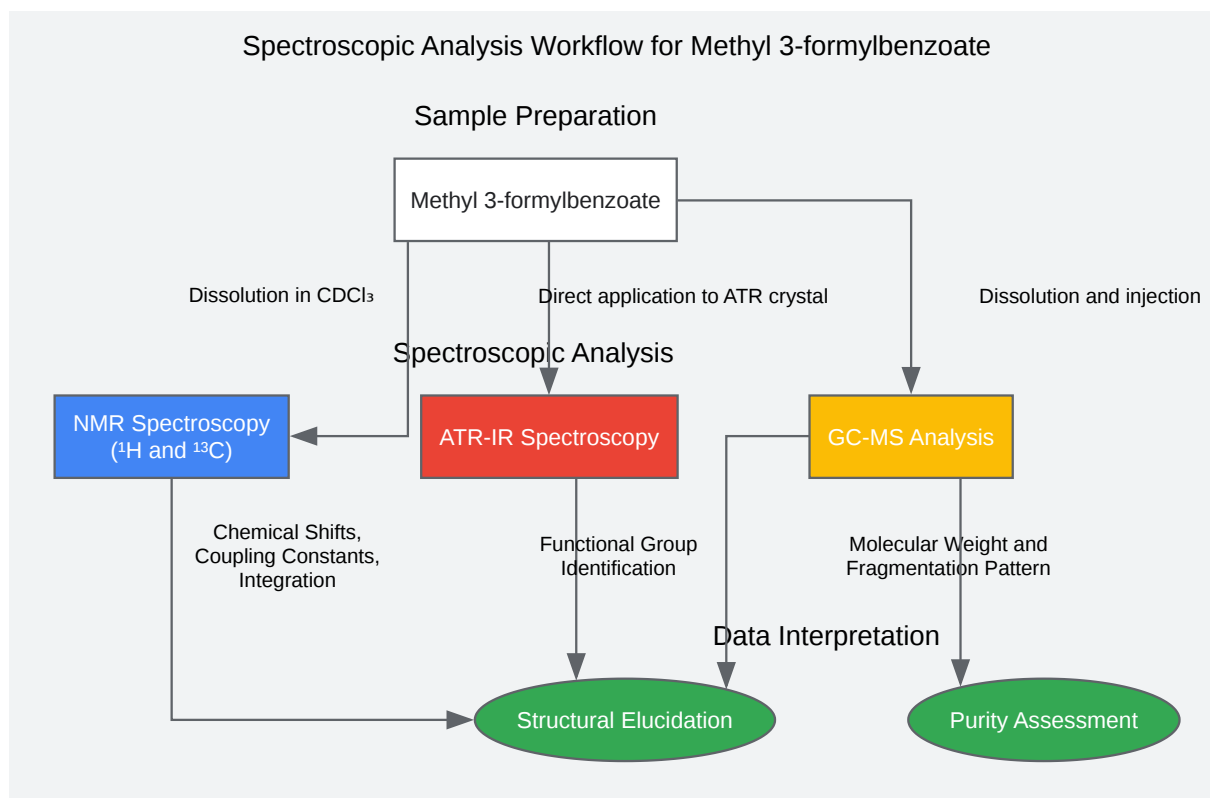 Spectroscopic Analysis Workflow for Methyl 3-formylbenzoate
Sample Preparation
Methyl 3-formylbenzoate
Dissolution in CDCl₃
Direct application to ATR crystal
Dissolution and injection
Spectroscopic Analysis
NMR Spectroscopy
(¹H and ¹³C)
ATR-IR Spectroscopy
GC-MS Analysis
Chemical Shifts,
Coupling Constants,
Integration
Functional Group
Identification
Molecular Weight and
Fragmentation Pattern
Data Interpretation
Structural Elucidation
Purity Assessment